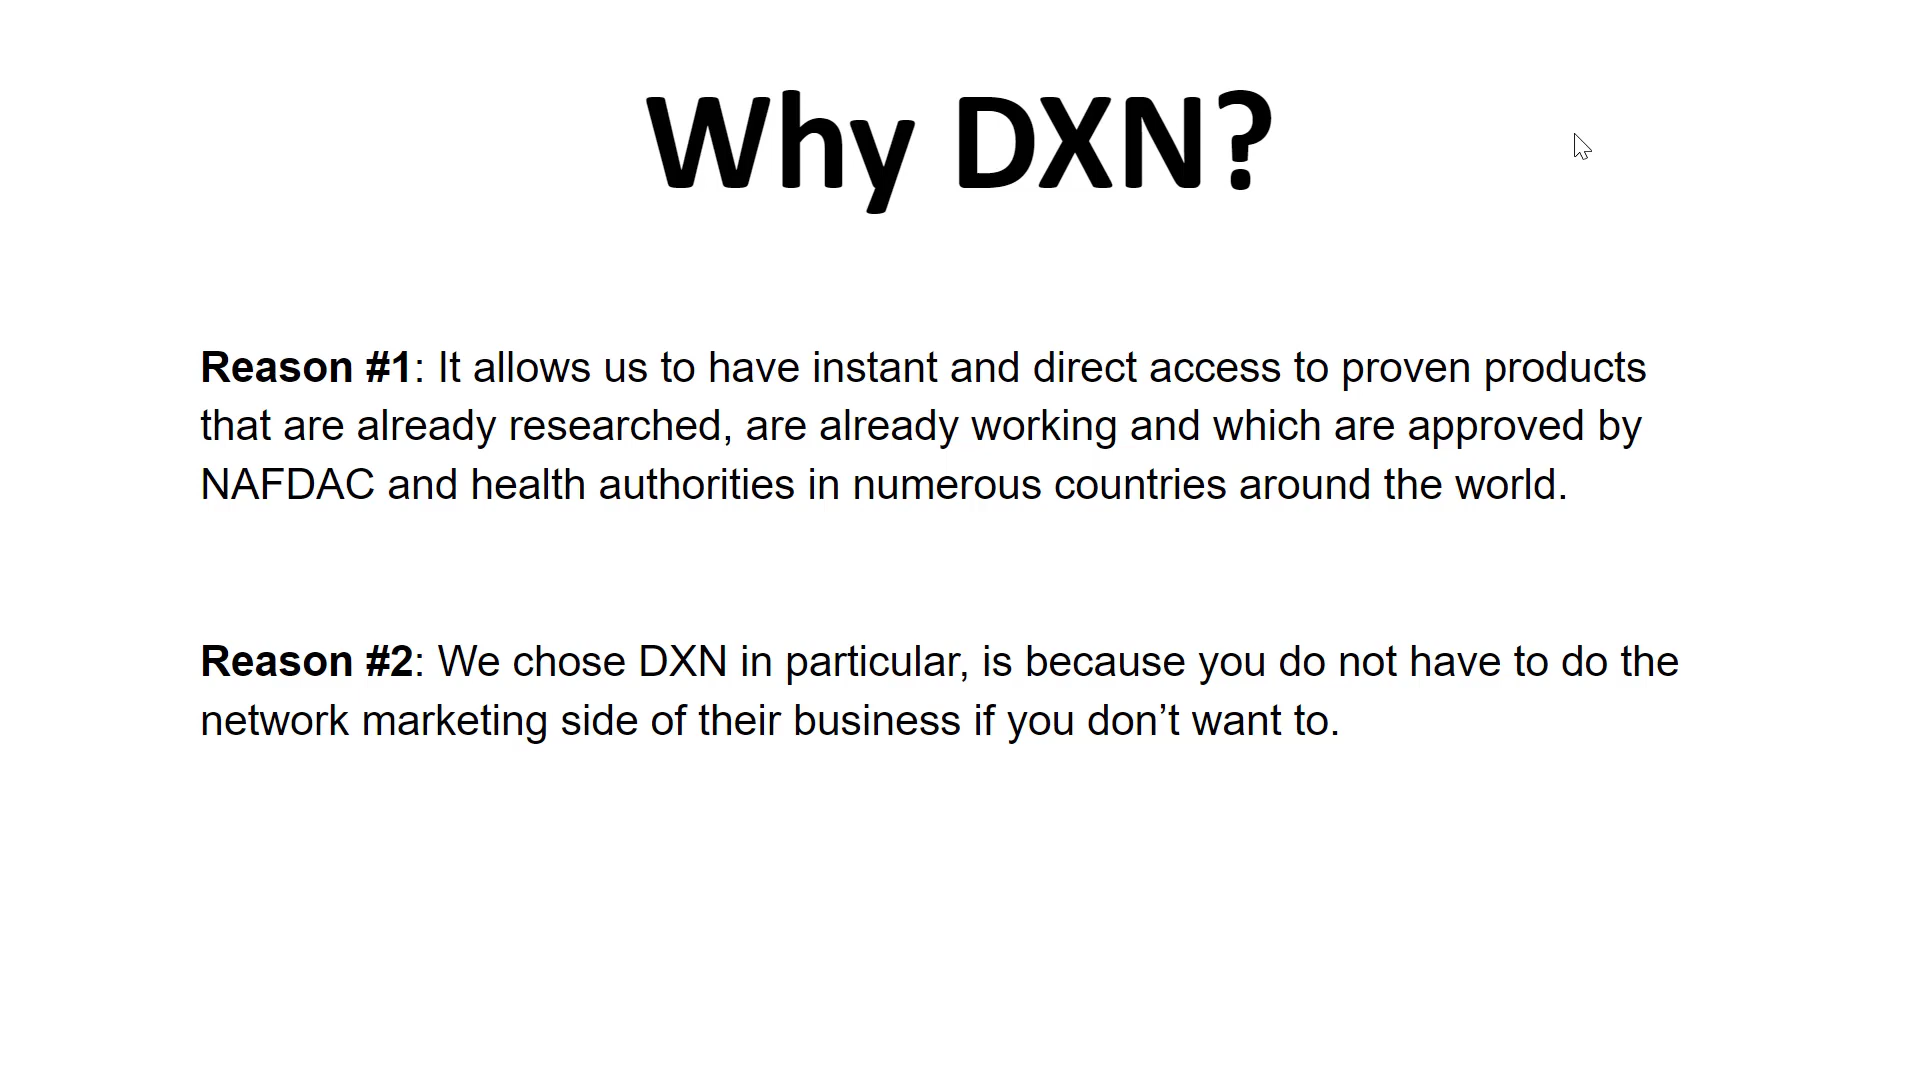 Why DXN?
Reason #1: It allows us to have instant and direct access to proven products
that are already researched, are already working and which are approved by
NAFDAC and health authorities in numerous countries around the world.
Reason #2: We chose DXN in particular, is because you do not have to do the
network marketing side of their business if you don’t want to.